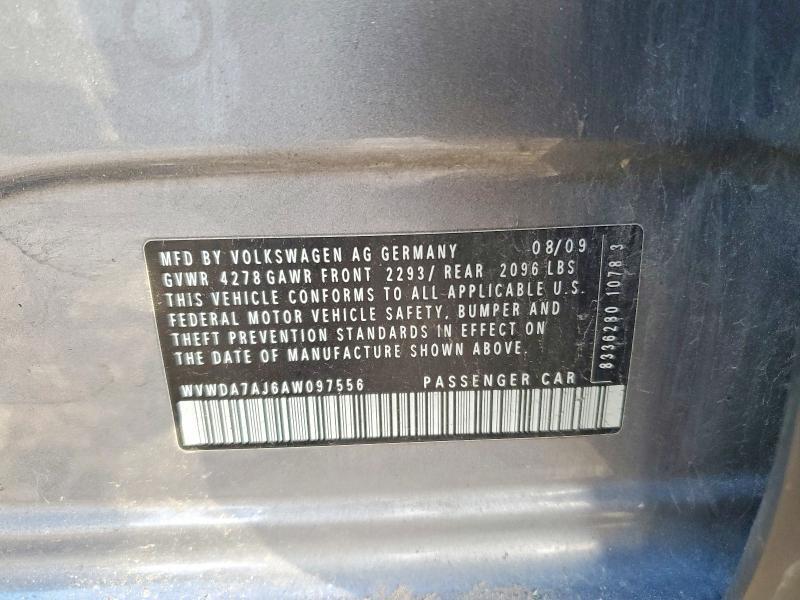 MFD BY VOLKSWAGEN AG GERMANY 08/09
GVWR 4278 GAWR FRONT 2293/ REAR 2096 LBS
THIS VEHICLE CONFORMS TO ALL APPLICABLE U.S.
FEDERAL MOTOR VEHICLE SAFETY, BUMPER AND
THEFT PREVENTION STANDARDS IN EFFECT ON
THE DATE OF MANUFACTURE SHOWN ABOVE.
WVWDA7AJ6AW097556 PASSENGER CAR
8336280 1078 3